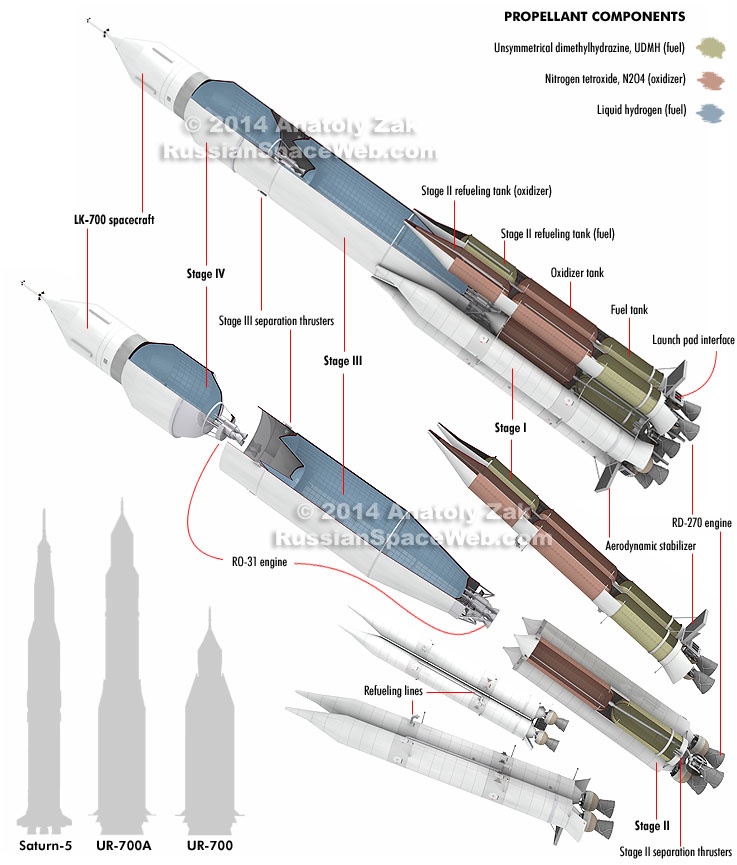 PROPELLANT COMPONENTS
Unsymmetrical dimethylhydrazine, UDMH (fuel)
Nitrogen tetroxide, N2O4 (oxidizer)
Liquid hydrogen (fuel)
© 2014 Anatoly Zak
RussianSpaceWeb.com
Stage II refueling tank (oxidizer)
LK-700 spacecraft
Stage II refueling tank (fuel)
Stage IV
Oxidizer tank
Fuel tank
Stage III separation thrusters
Launch pad interface
Stage III
Stage I
© 2014 Anatoly Zak
RussianSpaceWeb.com
RD-270 engine
Aerodynamic stabilizer
RO-31 engine
Refueling lines
Stage II
Saturn-5
UR-700A
UR-700
Stage II separation thrusters